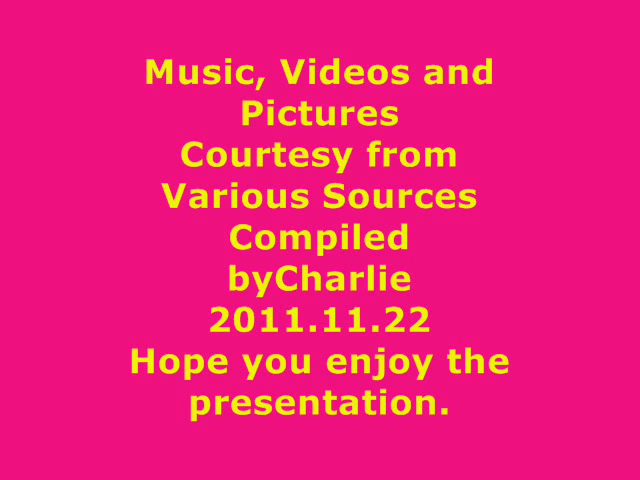 Music, Videos and
Pictures
Courtesy from
Various Sources
Compiled
byCharlie
2011.11.22
Hope you enjoy the
presentation.